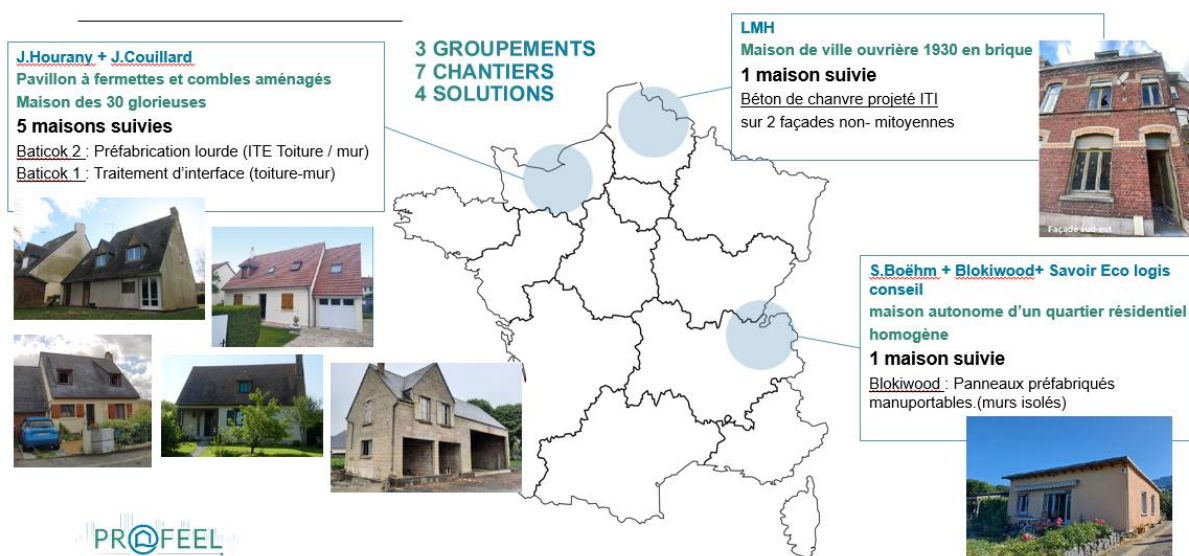 J.Hourany + J.Couillard
Pavillon à fermettes et combles aménagés
Maison des 30 glorieuses
5 maisons suivies
Baticok 2 : Préfabrication lourde (ITE Toiture / mur)
Baticok 1 : Traitement d’interface (toiture-mur)
3 GROUPEMENTS
7 CHANTIERS
4 SOLUTIONS
LMH
Maison de ville ouvrière 1930 en brique
1 maison suivie
Béton de chanvre projeté ITI
sur 2 façades non- mitoyennes
Façade sud-est
S.Boëhm + Blokiwood+ Savoir Eco logis
conseil
maison autonome d’un quartier résidentiel
homogène
1 maison suivie
Blokiwood : Panneaux préfabriqués
manuportables.(murs isolés)
PR@FEEL